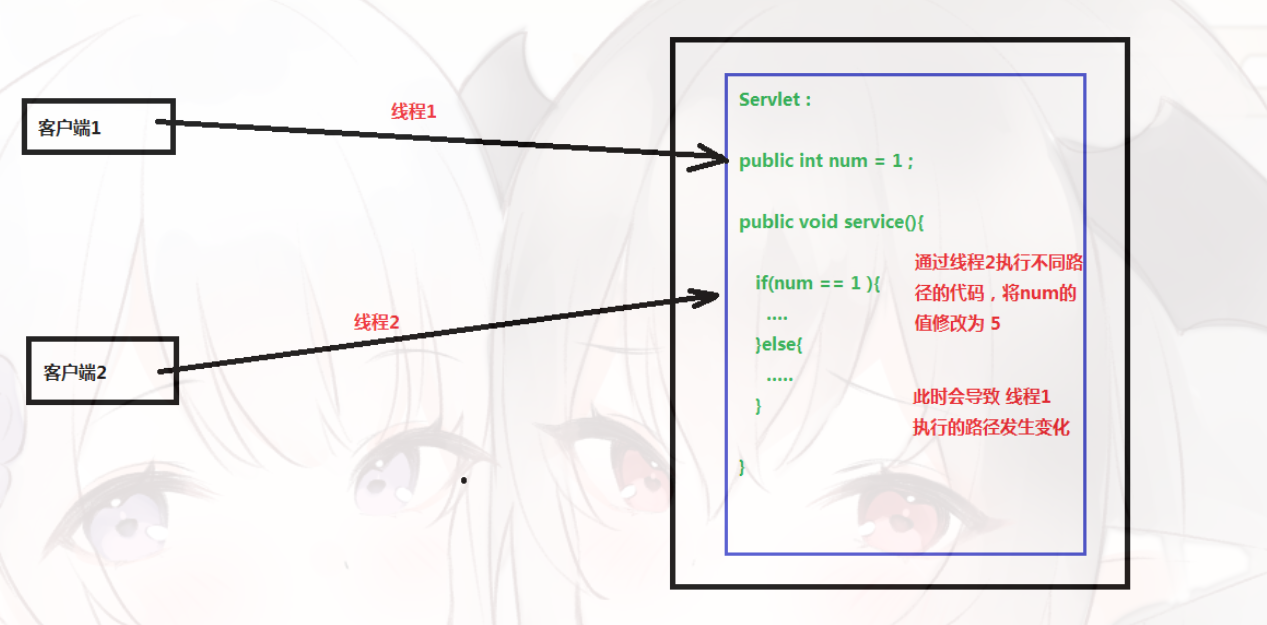 客户端1
线程1
客户端2
线程2
Servlet :
public int num = 1 ;
public void service(){
if(num == 1 ){
....
}else{
.....
}
}
通过线程2执行不同路
径的代码，将num的
值修改为 5
此时会导致 线程1
执行的路径发生变化